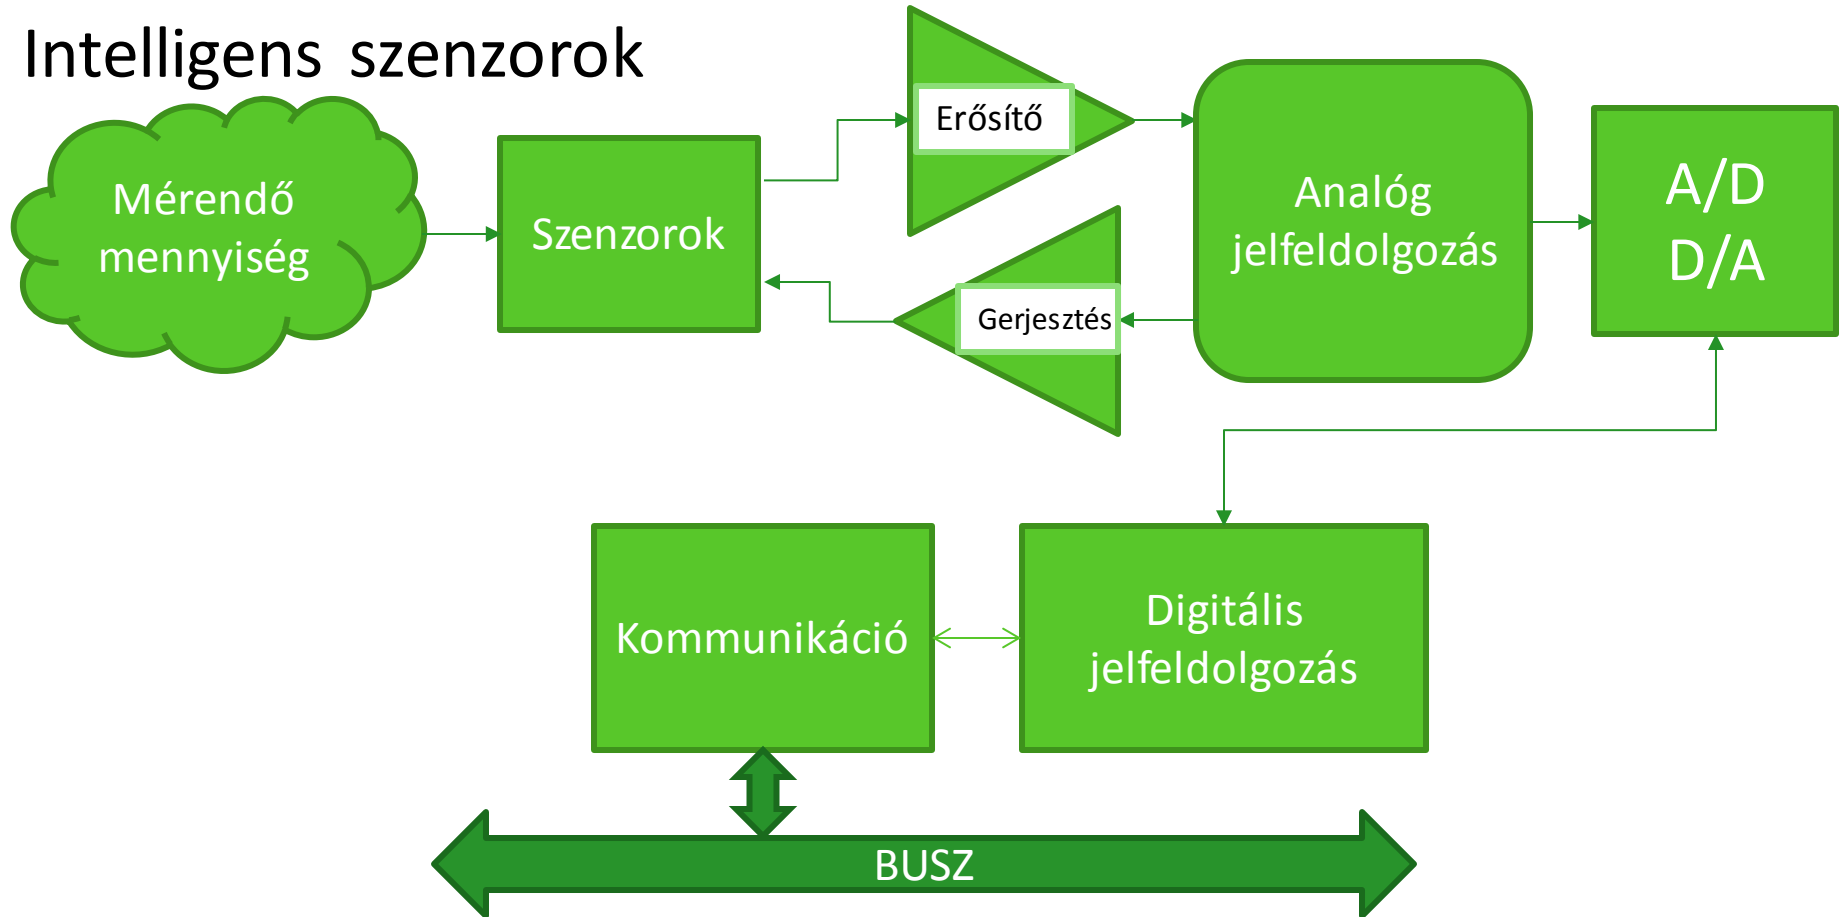 Intelligens szenzorok
Mérendő
mennyiség
Szenzorok
Erősítő
Gerjesztés
Analóg
jelfeldolgozás
A/D
D/A
Kommunikáció
Digitális
jelfeldolgozás
BUSZ